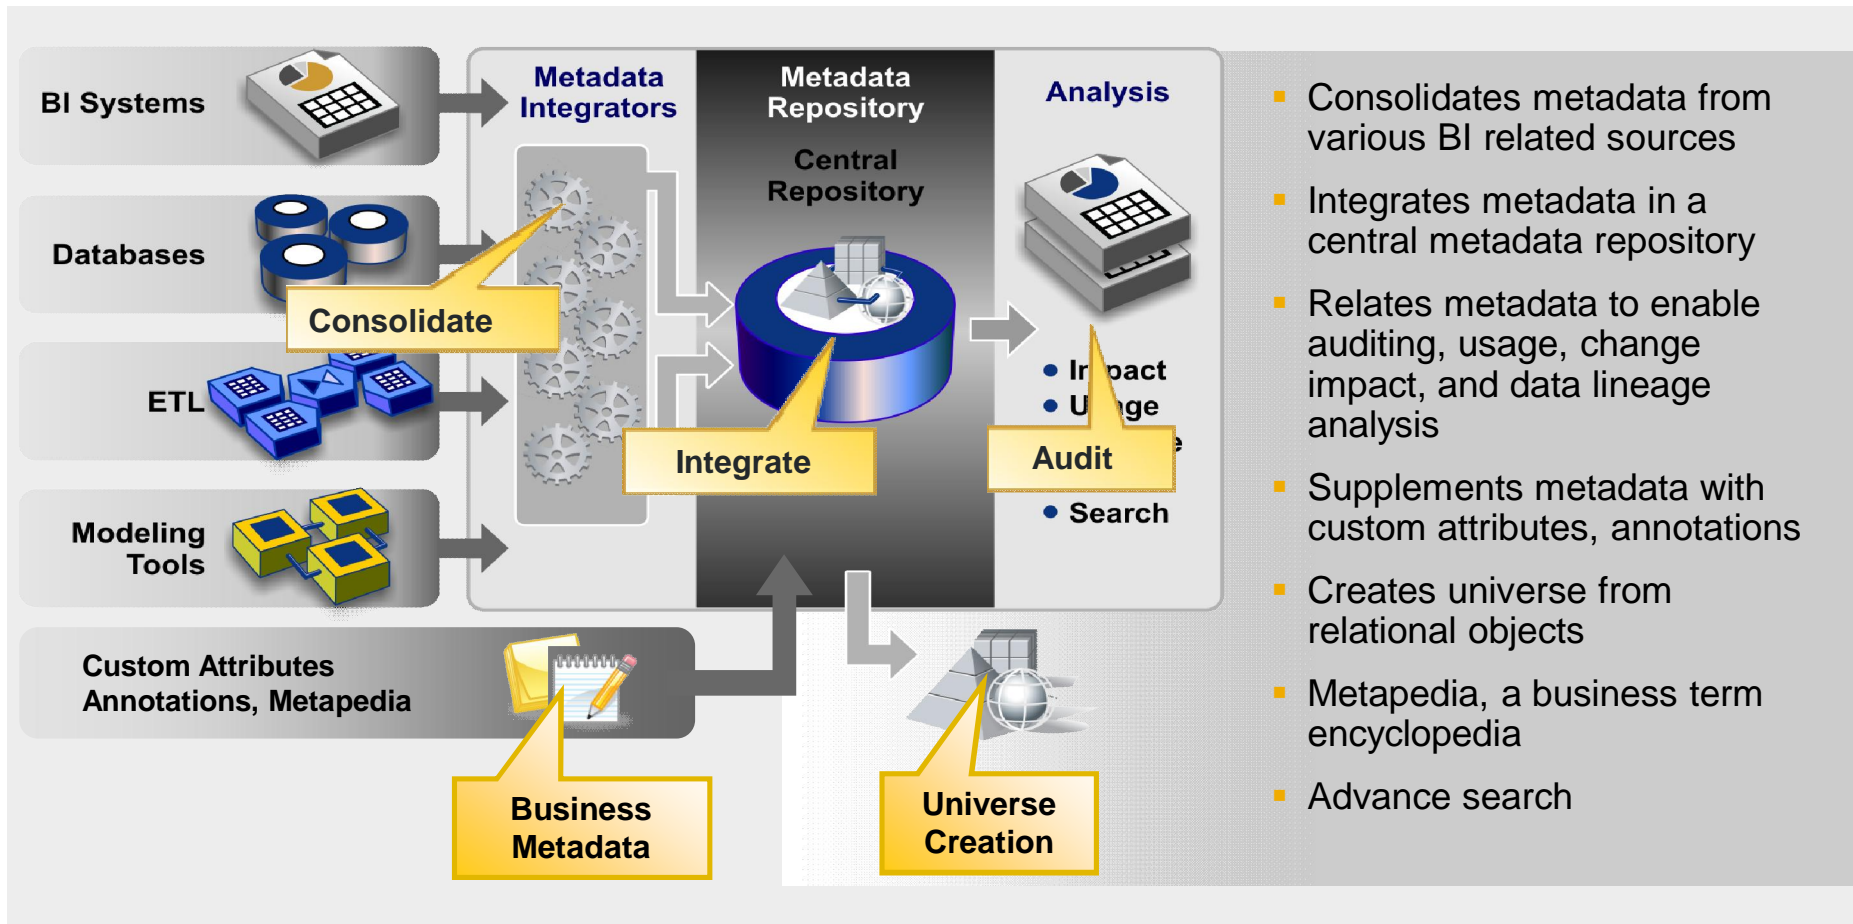 BI Systems
Databases
ETL
Modeling
Tools
Custom Attributes
Annotations, Metapedia
Metadata
Integrators
Consolidate
Metadata
Repository
Central
Repository
Integrate
Analysis
Impact
Usage
Audit
Search
Business
Metadata
Universe
Creation
Consolidates metadata from
various BI related sources
Integrates metadata in a
central metadata repository
Relates metadata to enable
auditing, usage, change
impact, and data lineage
analysis
Supplements metadata with
custom attributes, annotations
Creates universe from
relational objects
Metapedia, a business term
encyclopedia
Advance search